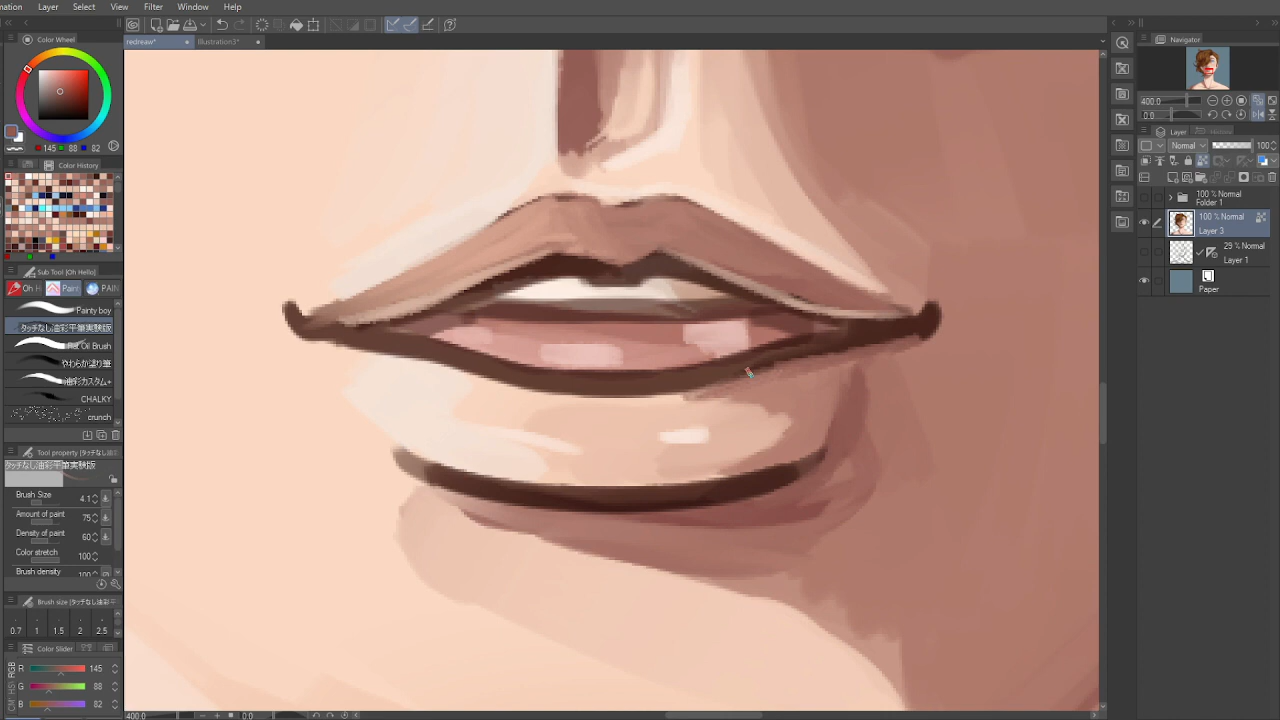 mation Layer Select View Filter Window Help
Color Wheel
redreaw* Illustration3*
Navigator
400.0
0.0
145 88 82
Layer
Normal 100
Color History
100 % Normal
Folder 1
100 % Normal
Layer 3
29 % Normal
Layer 1
Paper
Sub Tool [Oh Hello]
Oh H Pain PAIN
Painty boy
タッチなし油彩平筆実験版
Flat Oil Brush
やわらか塗り筆
油彩カスタム+
CHALKY
crunch
Tool property [タッチなし油
タッチなし油彩平筆実験版
Brush Size 4.1
Amount of paint 75
Density of paint 60
Color stretch 100
Brush density 100
Brush size [タッチなし油彩平
0.7 1 1.5 2 2.5
Color Slider
RGB
R 145
G 88
B 82
400.0 0.0